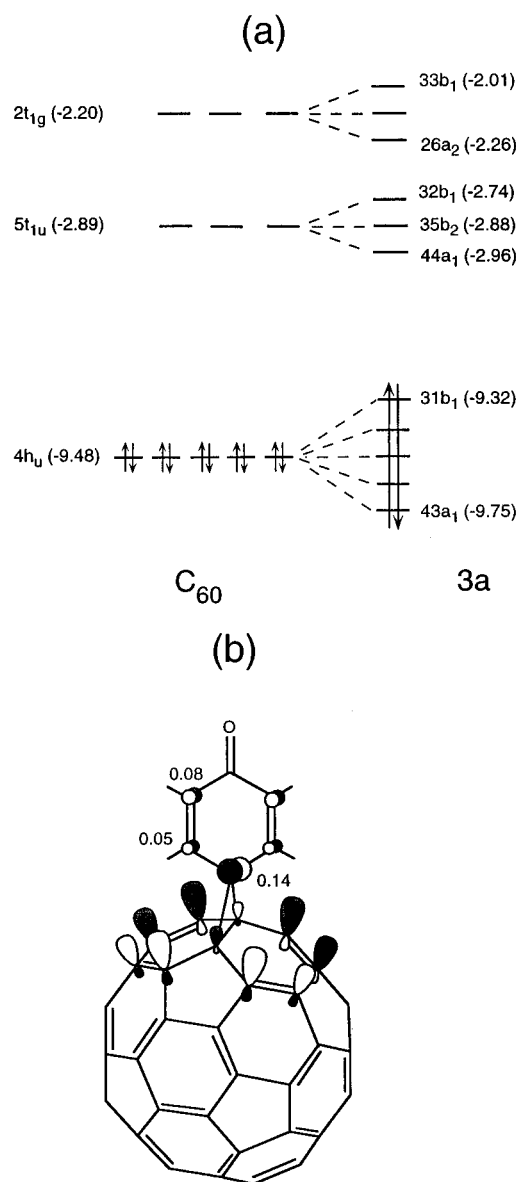 (a)
33b₁ (-2.01)
2t₁g (-2.20)
26a₂ (-2.26)
32b₁ (-2.74)
5t₁u (-2.89)
35b₂ (-2.88)
44a₁ (-2.96)
31b₁ (-9.32)
4hᵤ (-9.48)
43a₁ (-9.75)
C₆₀
3a
(b)
O
0.08
0.05
0.14